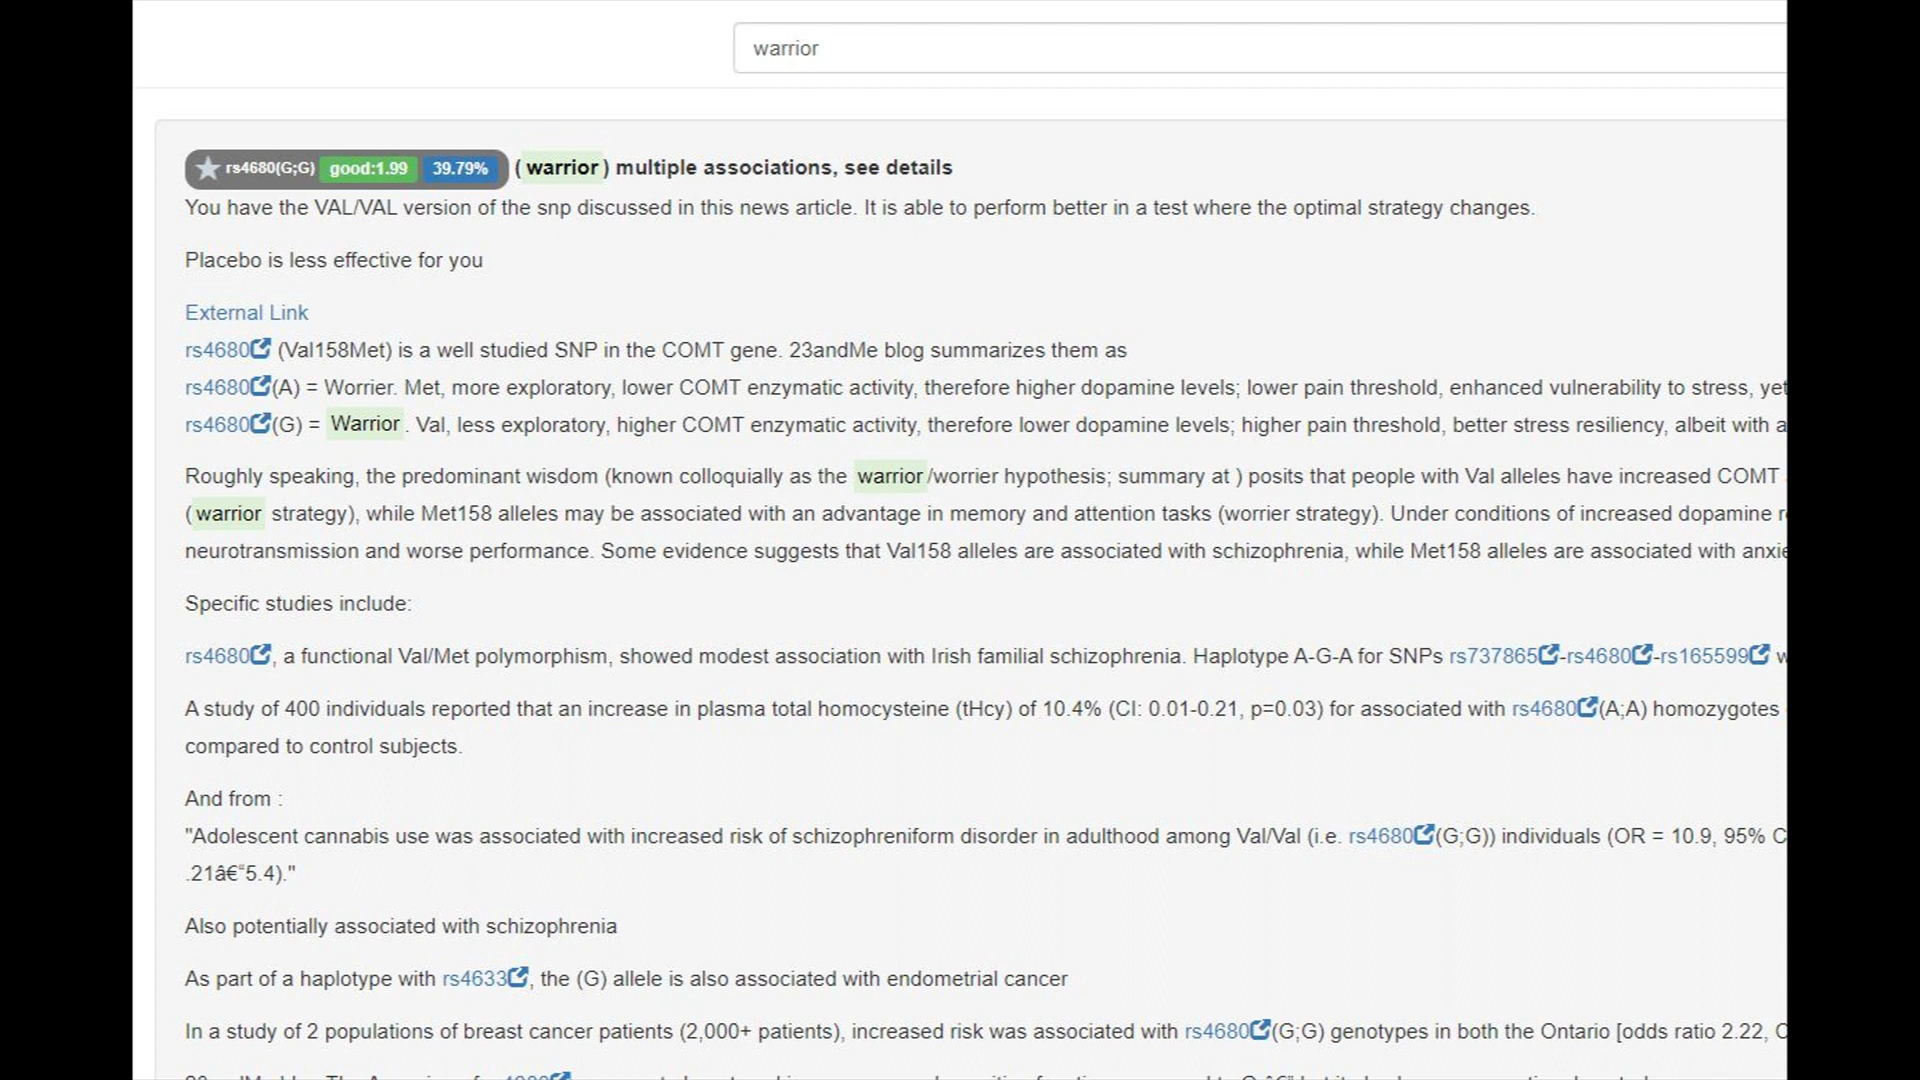 warrior
rs4680(G;G) good:1.99 39.79% ( warrior ) multiple associations, see details
You have the VAL/VAL version of the snp discussed in this news article. It is able to perform better in a test where the optimal strategy changes.
Placebo is less effective for you
External Link
rs4680 (Val158Met) is a well studied SNP in the COMT gene. 23andMe blog summarizes them as
rs4680 (A) = Worrier. Met, more exploratory, lower COMT enzymatic activity, therefore higher dopamine levels; lower pain threshold, enhanced vulnerability to stress, yet
rs4680 (G) = Warrior . Val, less exploratory, higher COMT enzymatic activity, therefore lower dopamine levels; higher pain threshold, better stress resiliency, albeit with a
Roughly speaking, the predominant wisdom (known colloquially as the warrior /worrier hypothesis; summary at ) posits that people with Val alleles have increased COMT
( warrior strategy), while Met158 alleles may be associated with an advantage in memory and attention tasks (worrier strategy). Under conditions of increased dopamine
neurotransmission and worse performance. Some evidence suggests that Val158 alleles are associated with schizophrenia, while Met158 alleles are associated with
Specific studies include:
rs4680 , a functional Val/Met polymorphism, showed modest association with Irish familial schizophrenia. Haplotype A-G-A for SNPs rs737865 -rs4680 -rs165599
A study of 400 individuals reported that an increase in plasma total homocysteine (tHcy) of 10.4% (CI: 0.01-0.21, p=0.03) for associated with rs4680 (A;A) homozygotes
compared to control subjects.
And from :
"Adolescent cannabis use was associated with increased risk of schizophreniform disorder in adulthood among Val/Val (i.e. rs4680 (G;G)) individuals (OR = 10.9, 95% C
.21â€“5.4)."
Also potentially associated with schizophrenia
As part of a haplotype with rs4633 , the (G) allele is also associated with endometrial cancer
In a study of 2 populations of breast cancer patients (2,000+ patients), increased risk was associated with rs4680 (G;G) genotypes in both the Ontario [odds ratio 2.22,